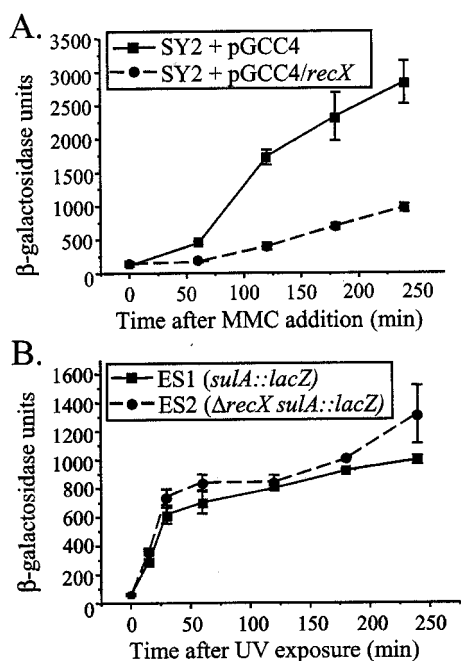 A.
SY2 + pGCC4
SY2 + pGCC4/recX
β-galactosidase units
3500
3000
2500
2000
1500
1000
500
0
0 50 100 150 200 250
Time after MMC addition (min)
B.
ES1 (sulA::lacZ)
ES2 (ΔrecX sulA::lacZ)
β-galactosidase units
1600
1400
1200
1000
800
600
400
200
0
0 50 100 150 200 250
Time after UV exposure (min)